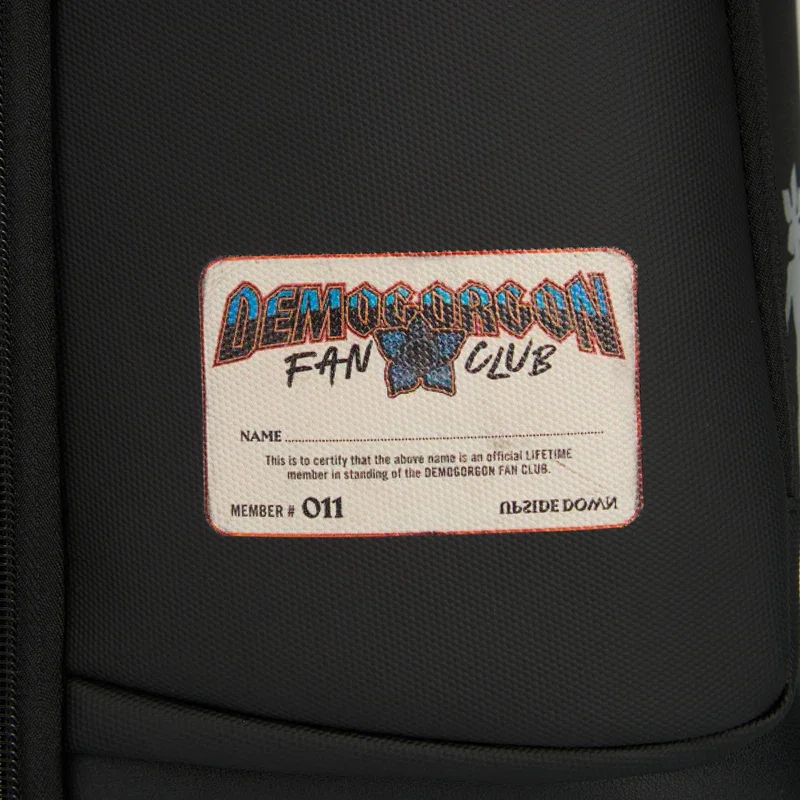 DEMOGORGON
FAN CLUB
NAME
This is to certify that the above name is an official LIFETIME
member in standing of the DEMOGORGON FAN CLUB.
MEMBER # 011
UPSIDE DOWN